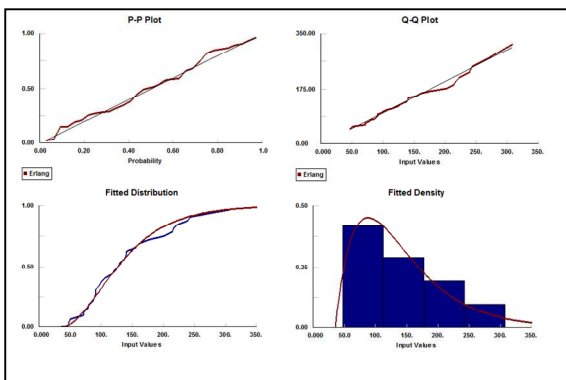 P-P Plot
1.00
0.50
0.00
0.00 0.20 0.40 0.60 0.80 1.0
Probability
Q-Q Plot
350.00
175.00
0.00
0.000 50.0 100. 150. 200. 250. 300. 350.
Input Values
Erlang
Fitted Distribution
1.00
0.50
0.00
0.000 50.0 100. 150. 200. 250. 300. 350.
Input Values
Erlang
Fitted Density
0.50
0.25
0.00
0.000 50.0 100. 150. 200. 250. 300. 350.
Input Values